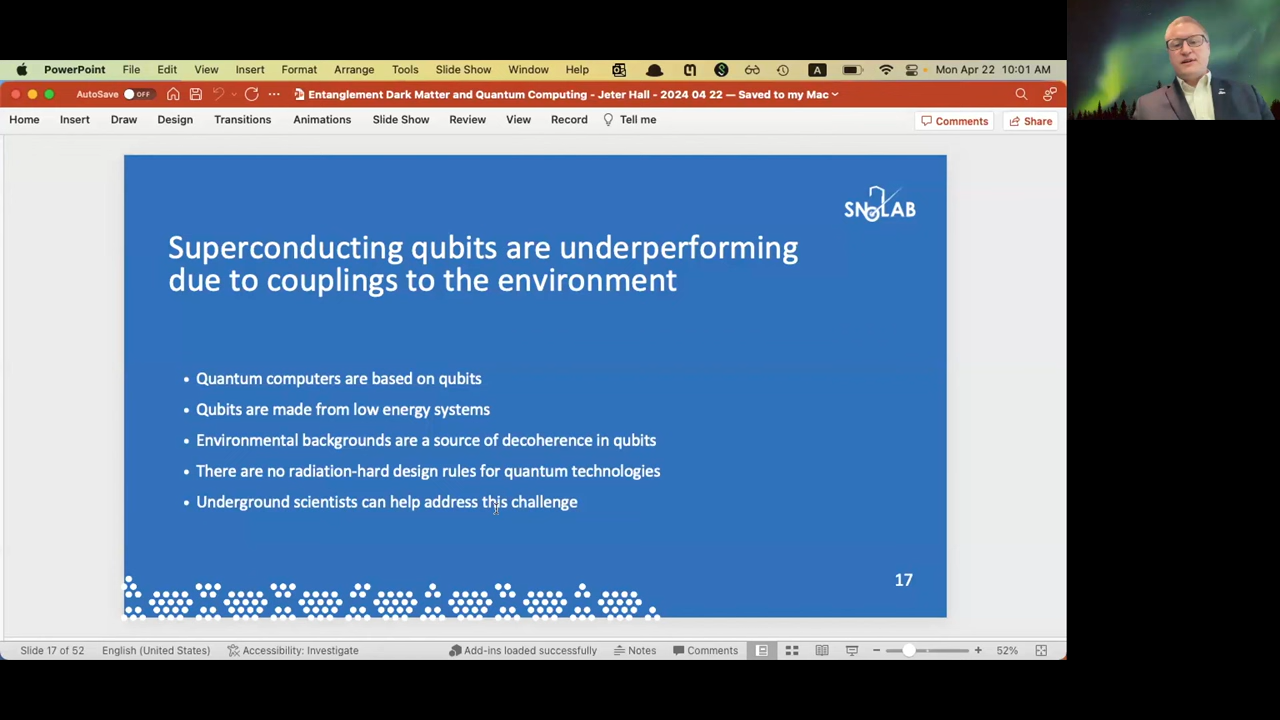 PowerPoint File Edit View Insert Format Arrange Tools Slide Show Window Help A Mon Apr 22 10:01 AM
AutoSave OFF Entanglement Dark Matter and Quantum Computing - Jeter Hall - 2024 04 22 — Saved to my Mac
Home Insert Draw Design Transitions Animations Slide Show Review View Record Tell me Comments Share
SNOLAB
Superconducting qubits are underperforming
due to couplings to the environment
• Quantum computers are based on qubits
• Qubits are made from low energy systems
• Environmental backgrounds are a source of decoherence in qubits
• There are no radiation-hard design rules for quantum technologies
• Underground scientists can help address this challenge
17
Slide 17 of 52 English (United States) Accessibility: Investigate Add-ins loaded successfully Notes Comments 52%